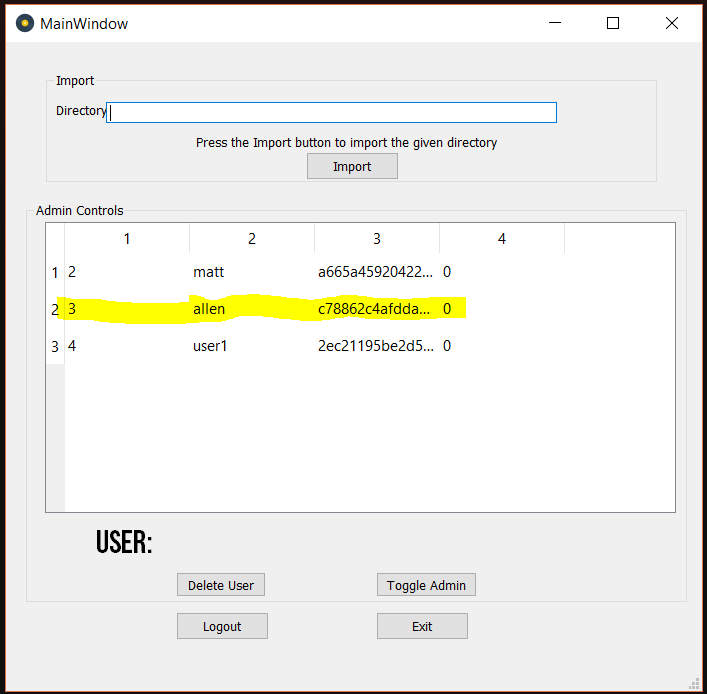 MainWindow
Import
Directory
Press the Import button to import the given directory
Import
Admin Controls
1 2 3 4
1 2 matt a665a45920422... 0
2 3 allen c78862c4afdda... 0
3 4 user1 2ec21195be2d5... 0
USER:
Delete User Toggle Admin
Logout Exit